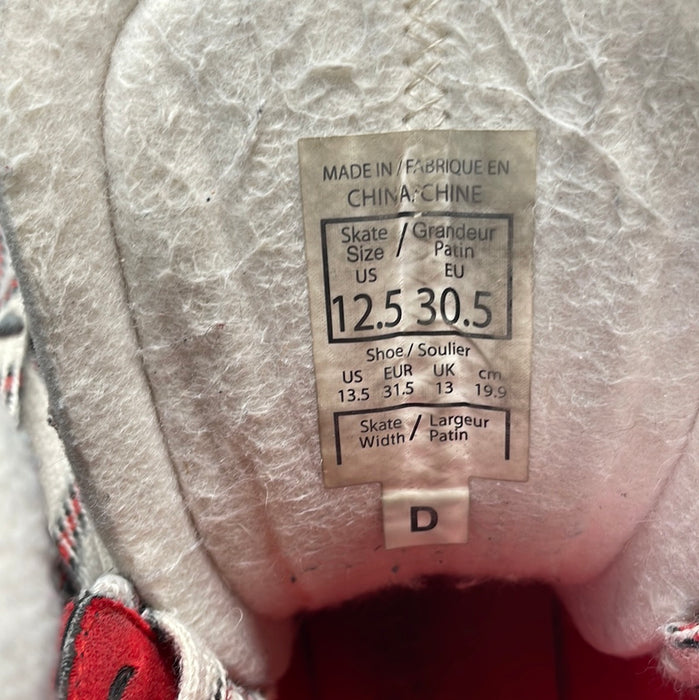 MADE IN / FABRIQUE EN
CHINA / CHINE
Skate / Grandeur
Size Patin
US EU
12.5 30.5
Shoe / Soulier
US EUR UK cm
13.5 31.5 13 19.9
Skate / Largeur
Width Patin
D